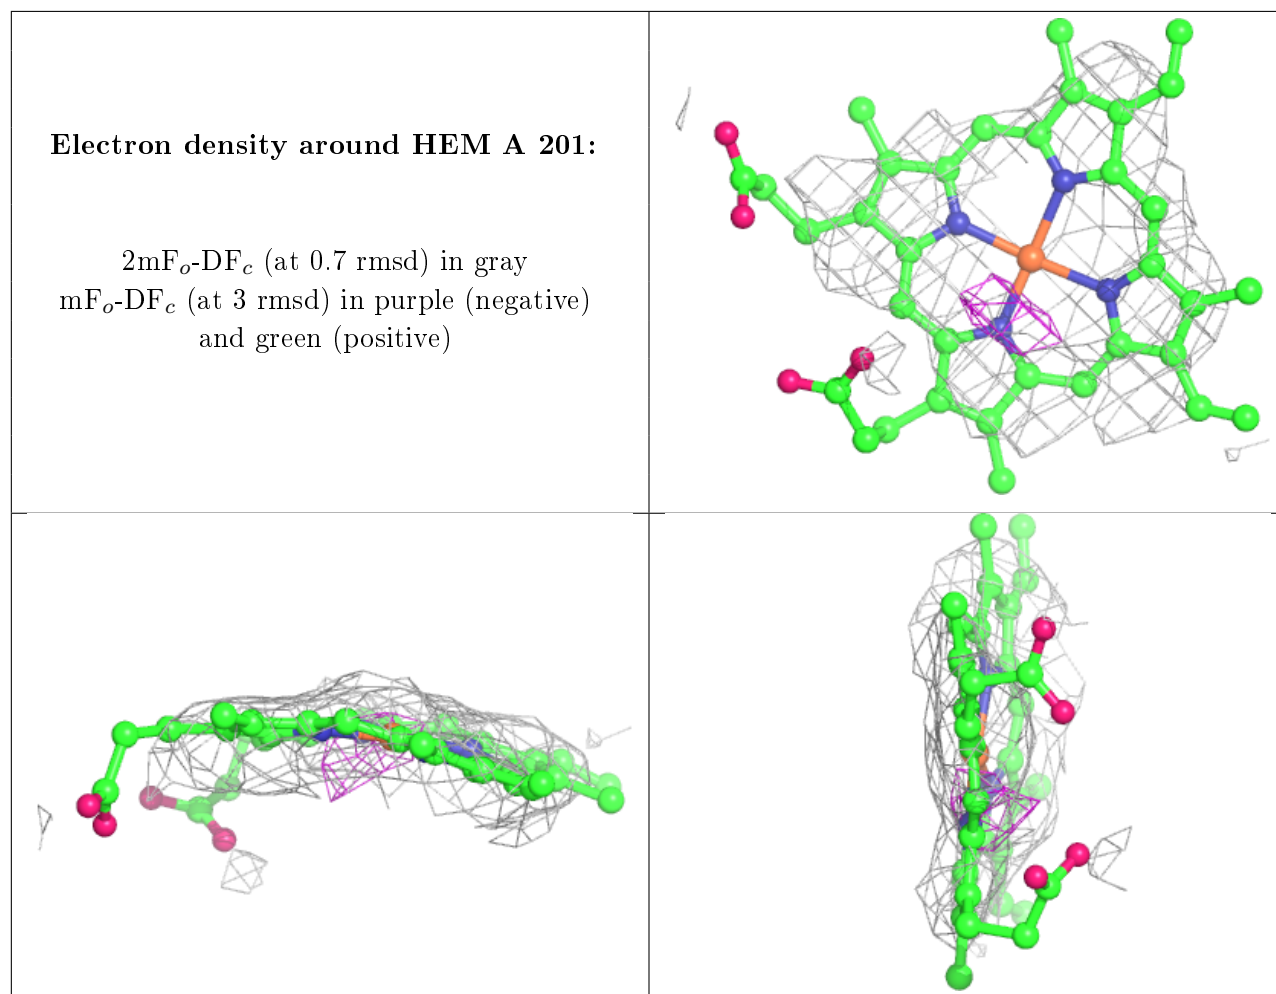 Electron density around HEM A 201:
2mFo-DFc (at 0.7 rmsd) in gray
mFo-DFc (at 3 rmsd) in purple (negative)
and green (positive)